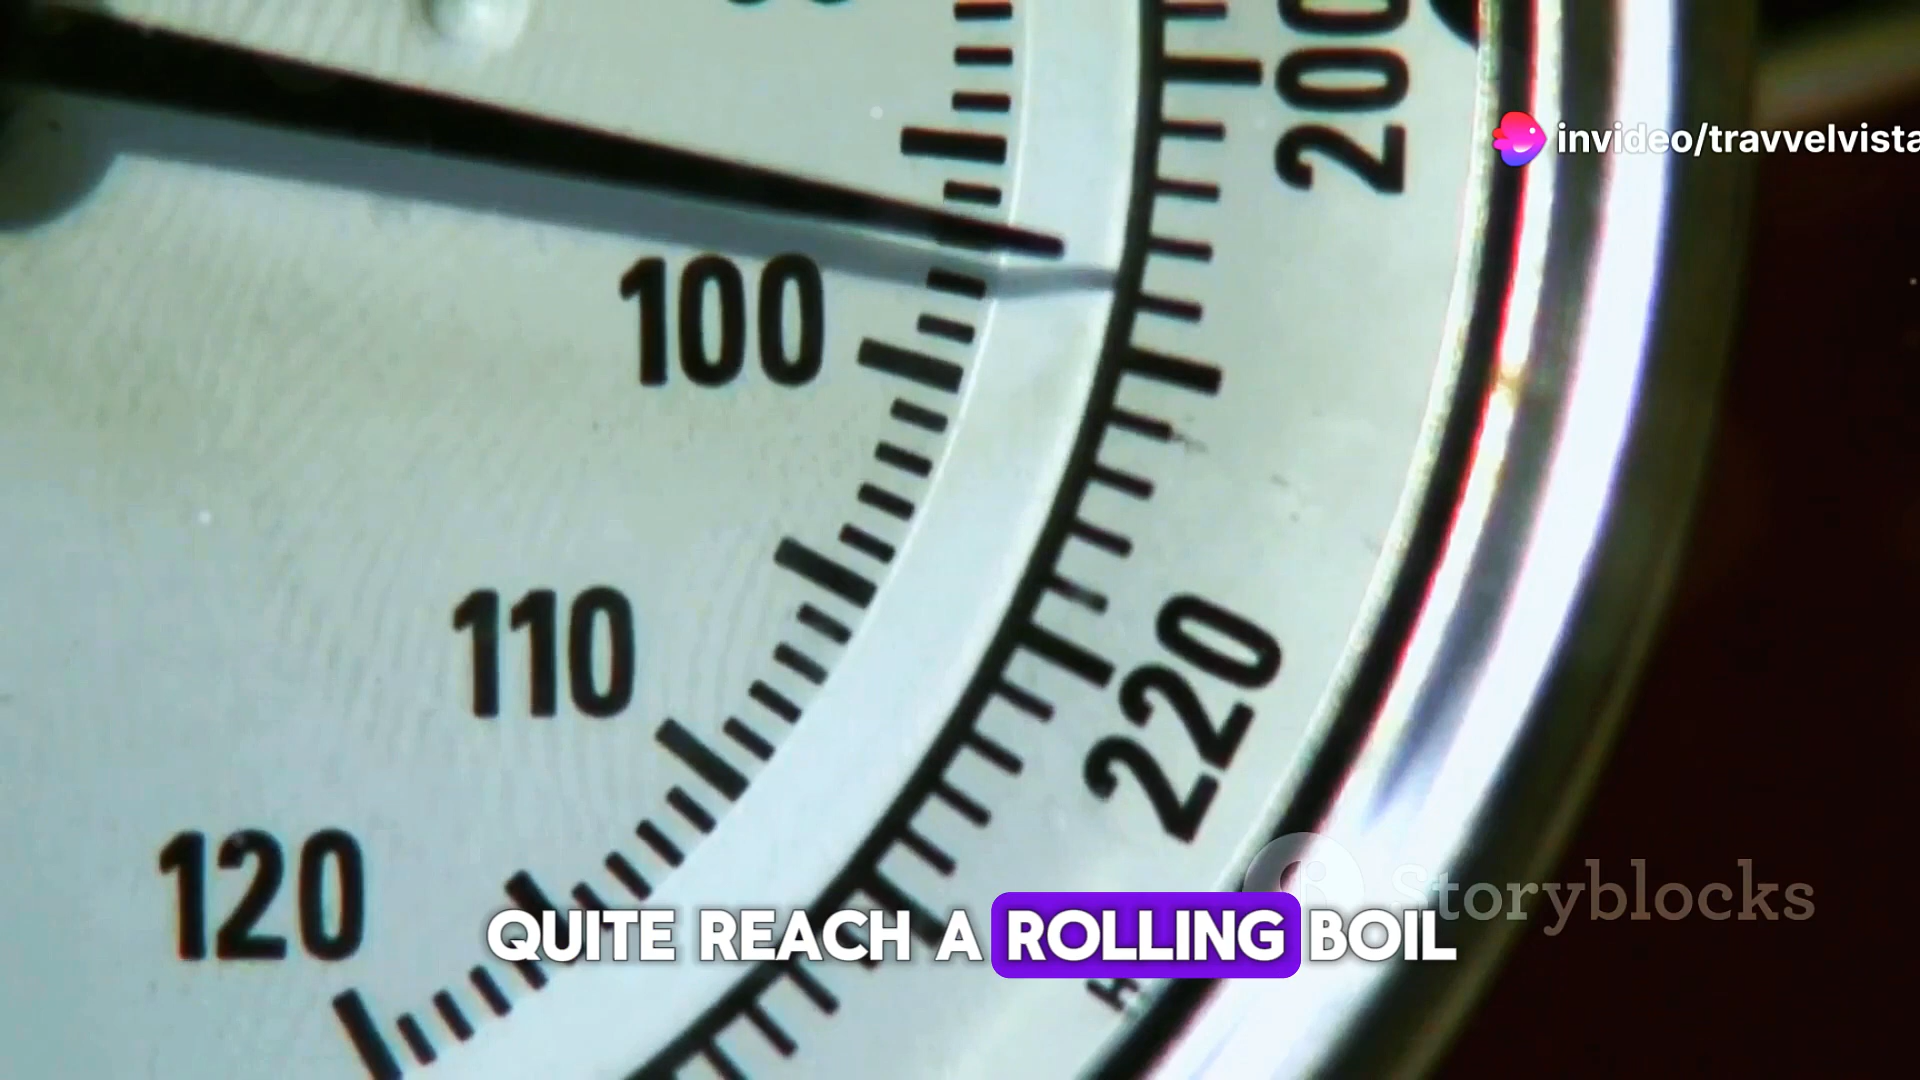 200
invideo/travvelvista
100
110
220
120
Storyblocks
QUITE REACH A ROLLING BOIL